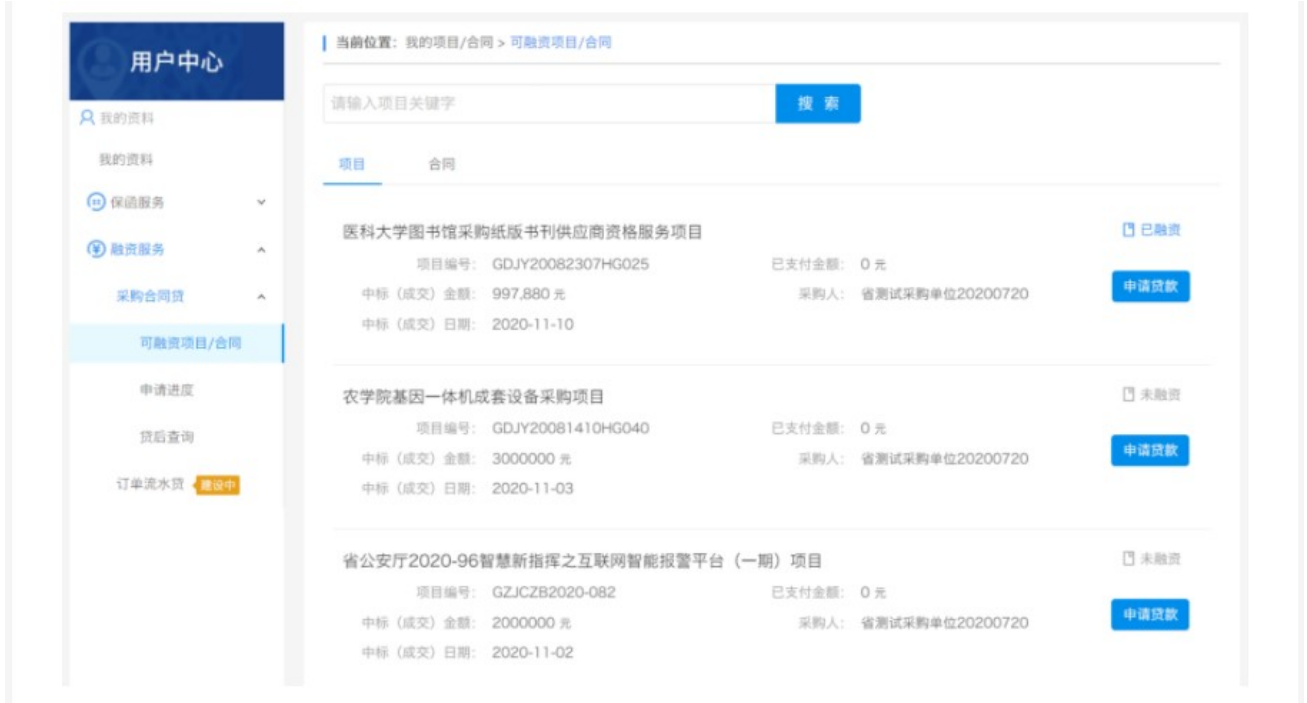 用户中心
我的资料
我的资料
保函服务
融资服务
采购合同贷
可融资项目/合同
申请进度
贷后查询
订单流水贷 建设中
当前位置：我的项目/合同 > 可融资项目/合同
请输入项目关键字 搜 索
项目 合同
医科大学图书馆采购纸版书刊供应商资格服务项目 已融资
项目编号： GDJY20082307HG025 已支付金额： 0 元
中标（成交）金额： 997,880 元 采购人： 省测试采购单位20200720 申请贷款
中标（成交）日期： 2020-11-10
农学院基因一体机成套设备采购项目 未融资
项目编号： GDJY20081410HG040 已支付金额： 0 元
中标（成交）金额： 3000000 元 采购人： 省测试采购单位20200720 申请贷款
中标（成交）日期： 2020-11-03
省公安厅2020-96智慧新指挥之互联网智能报警平台（一期）项目 未融资
项目编号： GZJCZB2020-082 已支付金额： 0 元
中标（成交）金额： 2000000 元 采购人： 省测试采购单位20200720 申请贷款
中标（成交）日期： 2020-11-02